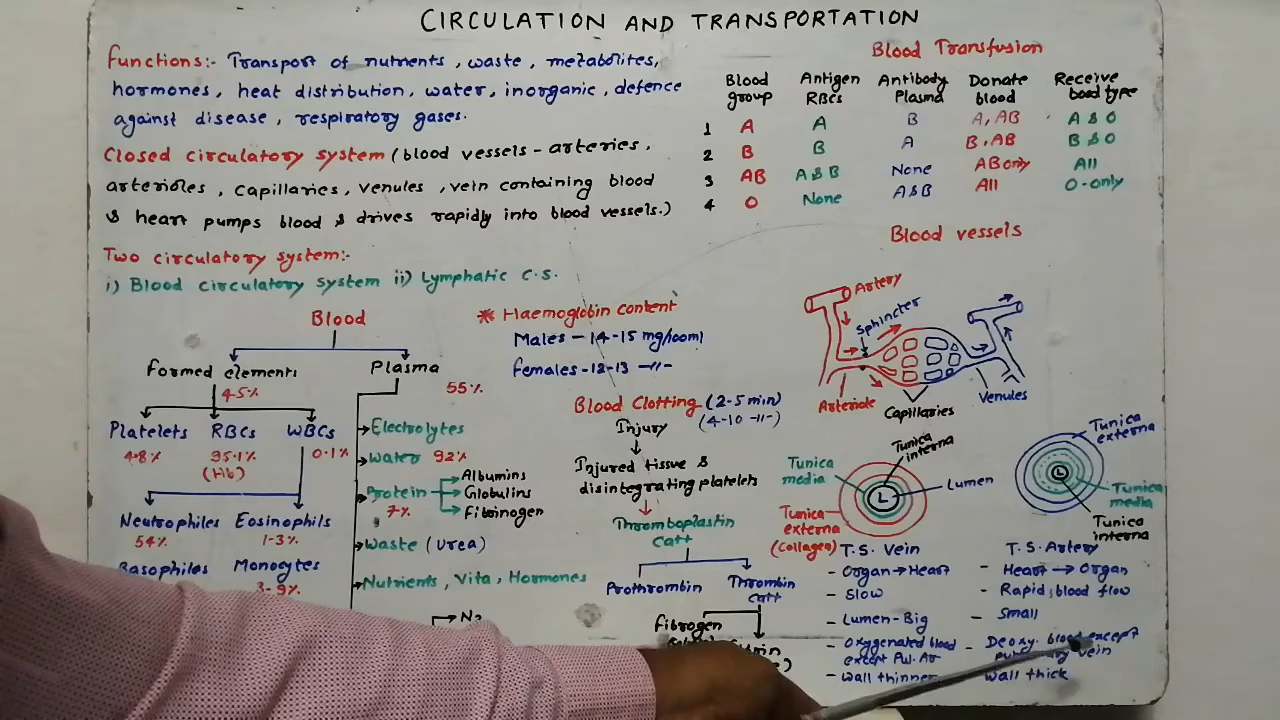 CIRCULATION AND TRANSPORTATION
Functions:- Transport of nutrients, waste, metabolites,
hormones, heat distribution, water, inorganic, defence
against disease, respiratory gases.
Closed circulatory system (blood vessels - arteries,
arterioles, capillaries, venules, vein containing blood
& heart pumps blood & drives rapidly into blood vessels.)
Two circulatory system:-
i) Blood circulatory system ii) Lymphatic C.S.
Blood Transfusion
Blood group Antigen RBCs Antibody Plasma Donate blood Receive bood type
1 A A B A, AB A & O
2 B B A B, AB B & O
3 AB A & B None AB only All
4 O None A & B All O-only
Blood
Formed elements
45%
Plasma
55%
Platelets RBCs WBCs
4.8% 95.1% 0.1%
(Hb)
Neutrophiles Eosinophils
54% 1-3%
Basophiles Monocytes
3-9%
Electrolytes
Water 92%
Protein
7%
Albumins
Globulins
Fibrinogen
Waste (Urea)
Nutrients, Vita, Hormones
N2
* Haemoglobin content
Males - 14-15 mg/100ml
Females - 12-13 -11-
Blood Clotting (2-5 min)
(4-10 -11-)
Injury
Injured tissue &
disintegrating platelets
Thromboplastin
Ca++
Prothrombin Thrombin
Ca++
Fibrogen
Blood vessels
Artery
Sphincter
Arteriole
Capillaries
Venules
Tunica
interna
Tunica
media
Lumen
L
Tunica
externa
(Collagen)
Tunica
externa
L
Tunica
media
Tunica
interna
T.S. Vein
- Organ → Heart
- Slow
- Lumen - Big
- Oxygenated blood
except Pul. Ar
- Wall thinner
T.S. Artery
- Heart → Organ
- Rapid, blood flow
- Small
- Deoxy. blood except
vein
Wall thick